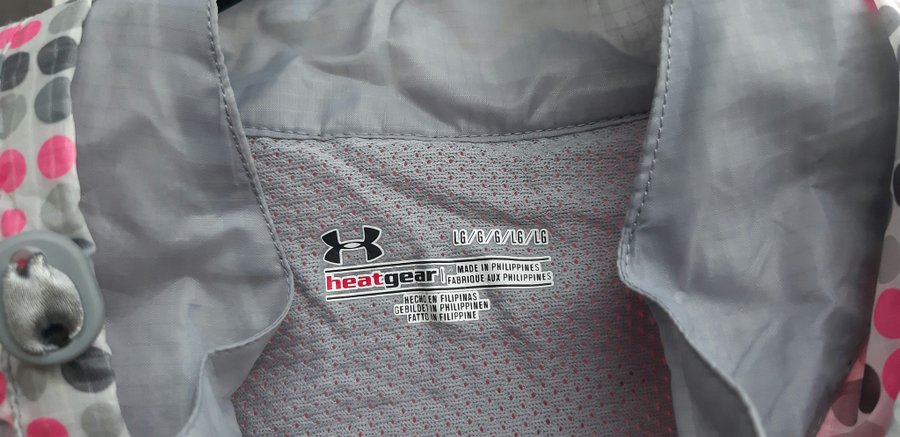 LG/G/G/LG/LG
heatgear
MADE IN PHILIPPINES
FABRIQUE AUX PHILIPPINES
HECHO EN FILIPINAS
GEBILDET IN PHILIPPINEN
FATTO IN FILIPPINE